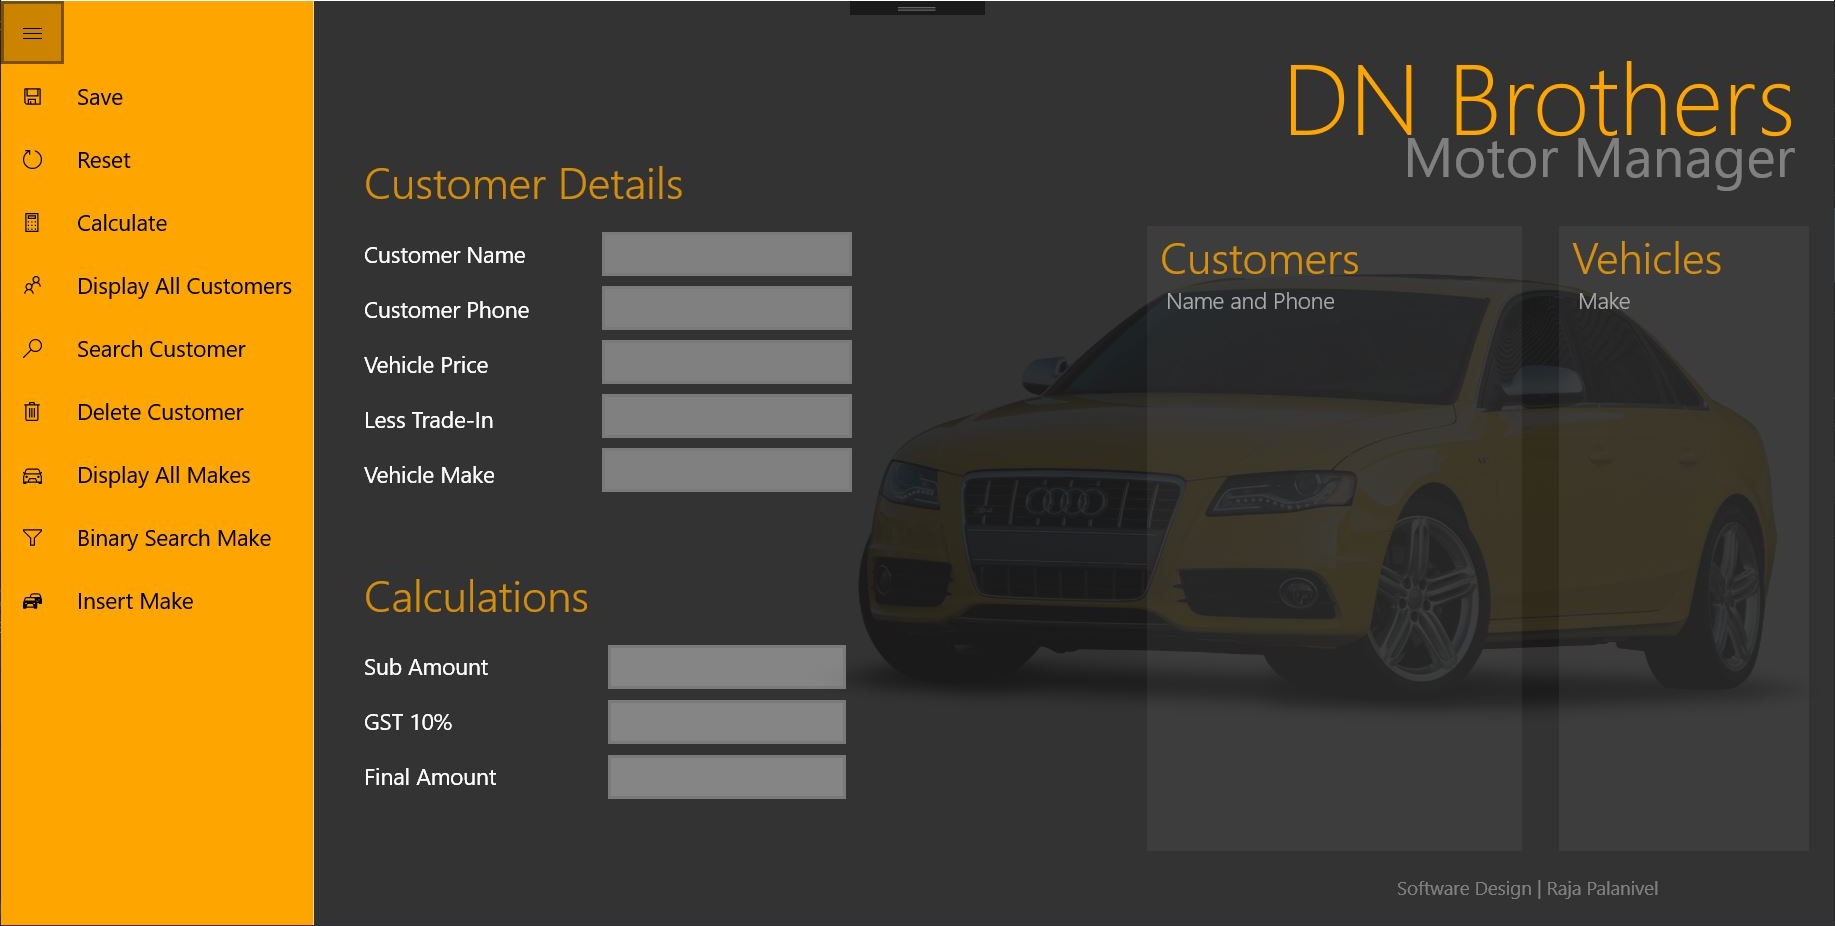 Save
Reset
Calculate
Display All Customers
Search Customer
Delete Customer
Display All Makes
Binary Search Make
Insert Make
DN Brothers
Motor Manager
Customer Details
Customer Name
Customer Phone
Vehicle Price
Less Trade-In
Vehicle Make
Calculations
Sub Amount
GST 10%
Final Amount
Customers
Name and Phone
Vehicles
Make
Software Design | Raja Palanivel